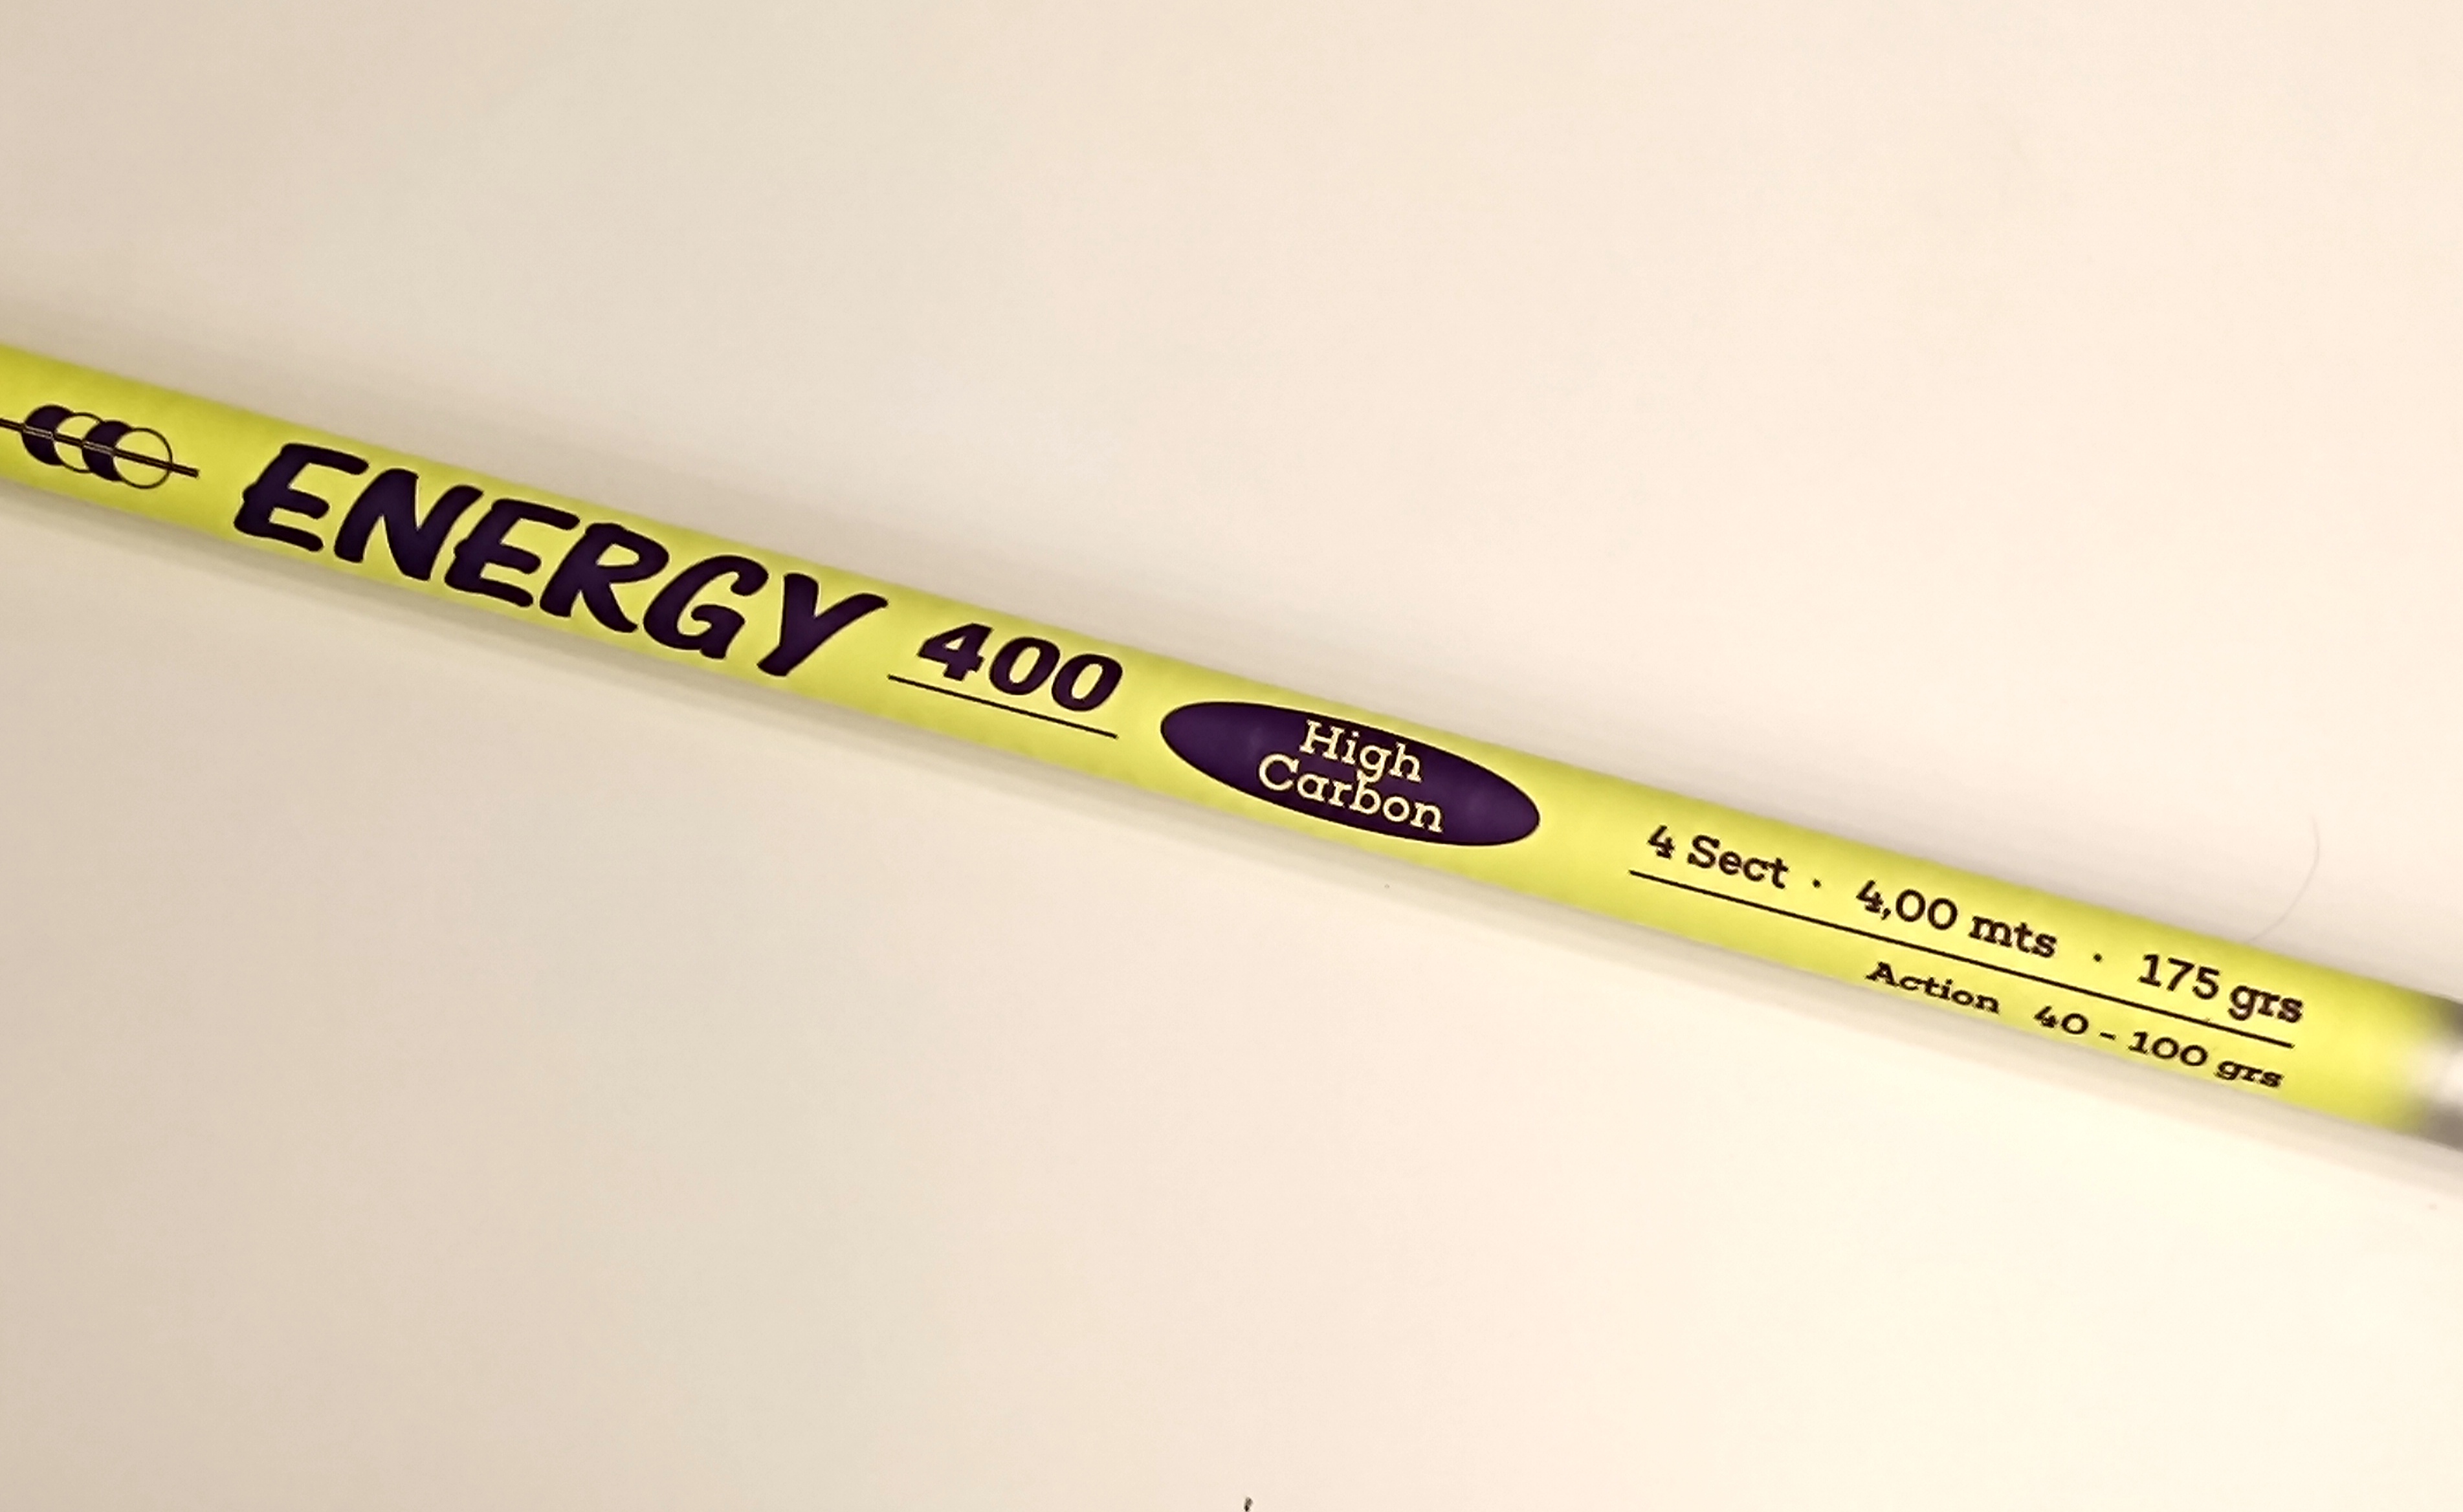 ENERGY 400
High
Carbon
4 Sect · 4,00 mts · 175 grs
Action 40 - 100 grs